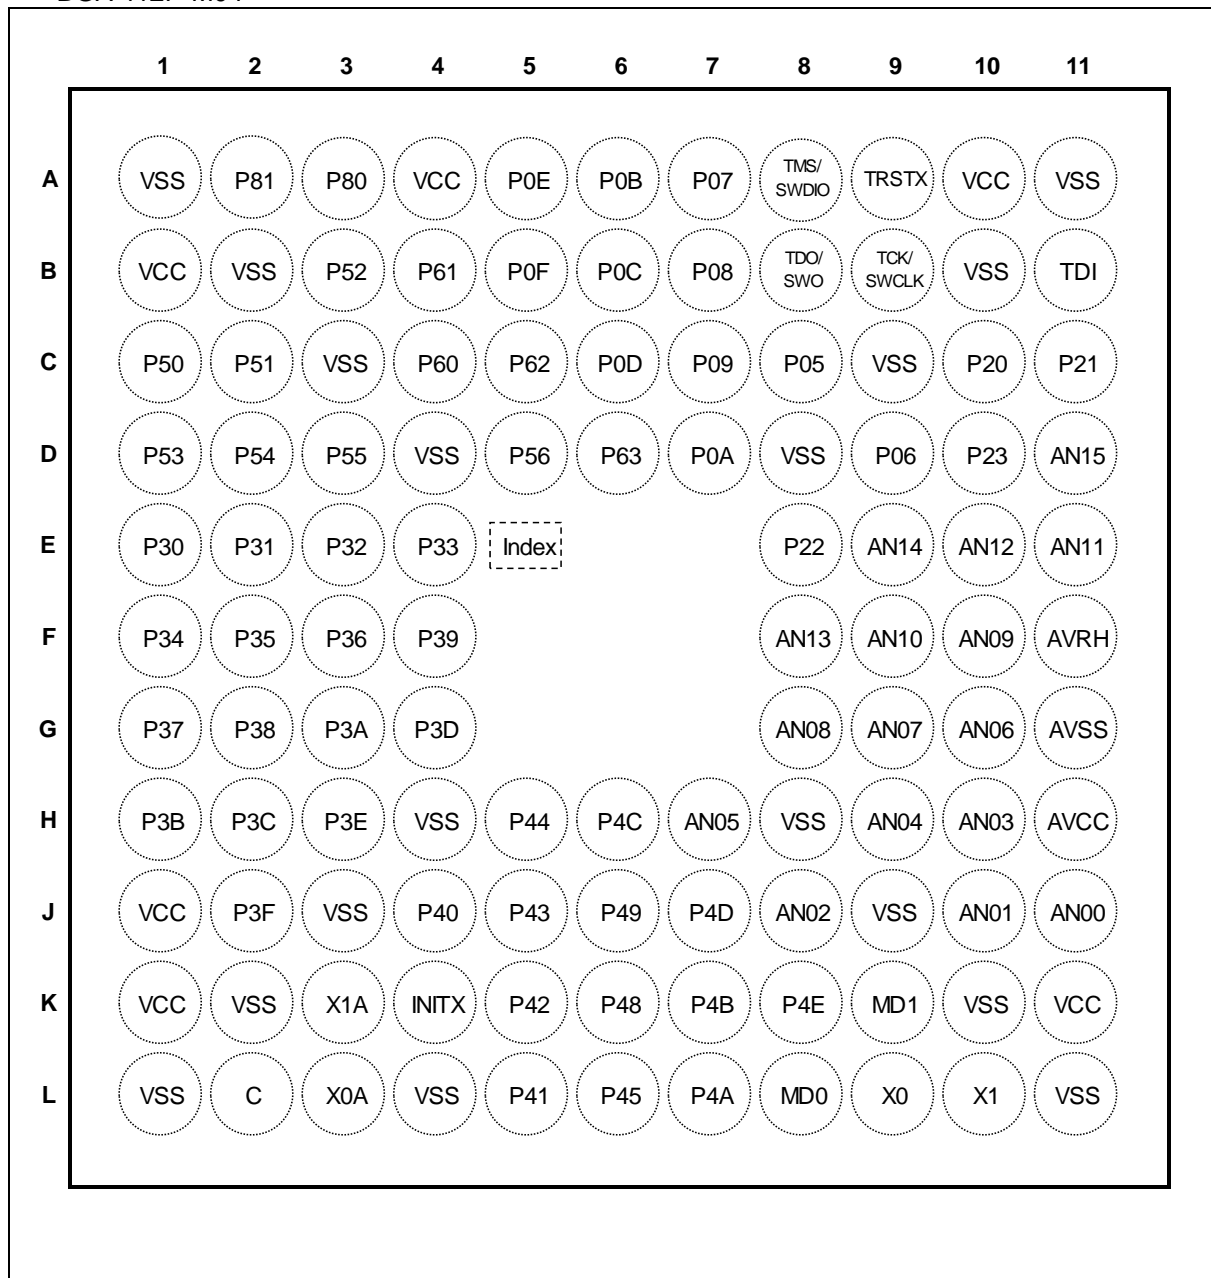 1 2 3 4 5 6 7 8 9 10 11
A VSS P81 P80 VCC P0E P0B P07 TMS/ SWDIO TRSTX VCC VSS
B VCC VSS P52 P61 P0F P0C P08 TDO/ SWO TCK/ SWCLK VSS TDI
C P50 P51 VSS P60 P62 P0D P09 P05 VSS P20 P21
D P53 P54 P55 VSS P56 P63 P0A VSS P06 P23 AN15
E P30 P31 P32 P33 Index P22 AN14 AN12 AN11
F P34 P35 P36 P39 AN13 AN10 AN09 AVRH
G P37 P38 P3A P3D AN08 AN07 AN06 AVSS
H P3B P3C P3E VSS P44 P4C AN05 VSS AN04 AN03 AVCC
J VCC P3F VSS P40 P43 P49 P4D AN02 VSS AN01 AN00
K VCC VSS X1A INITX P42 P48 P4B P4E MD1 VSS VCC
L VSS C X0A VSS P41 P45 P4A MD0 X0 X1 VSS